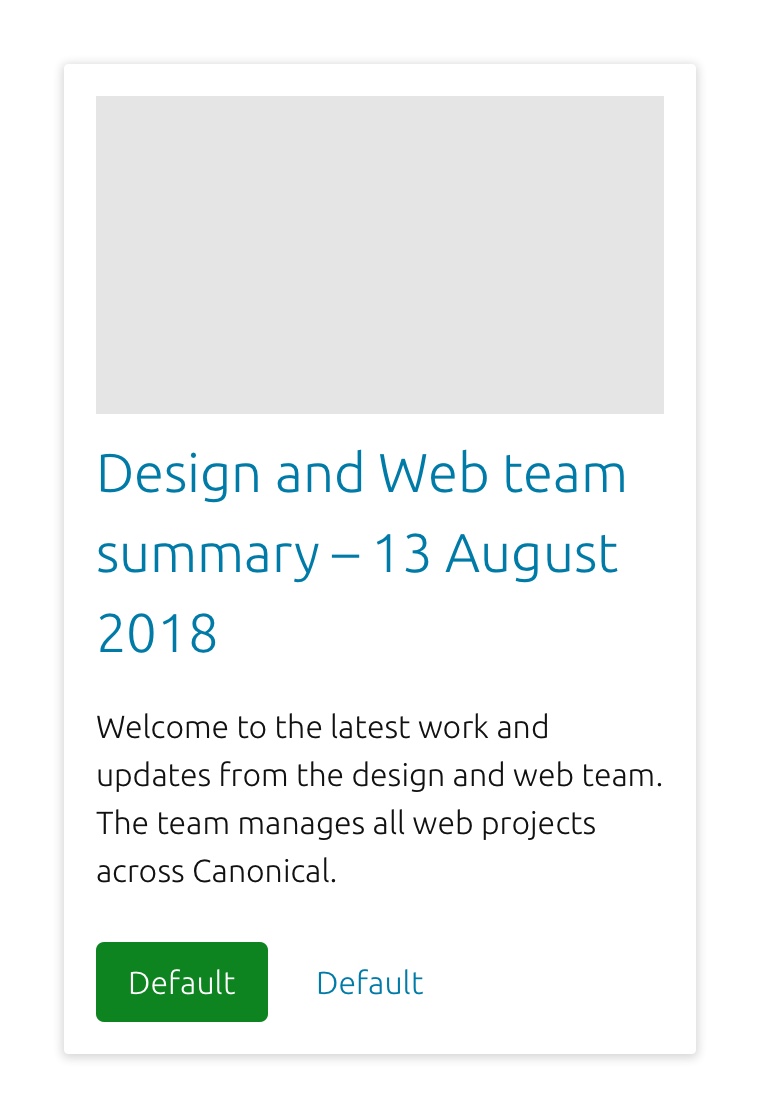 Design and Web team
summary – 13 August
2018
Welcome to the latest work and
updates from the design and web team.
The team manages all web projects
across Canonical.
Default Default